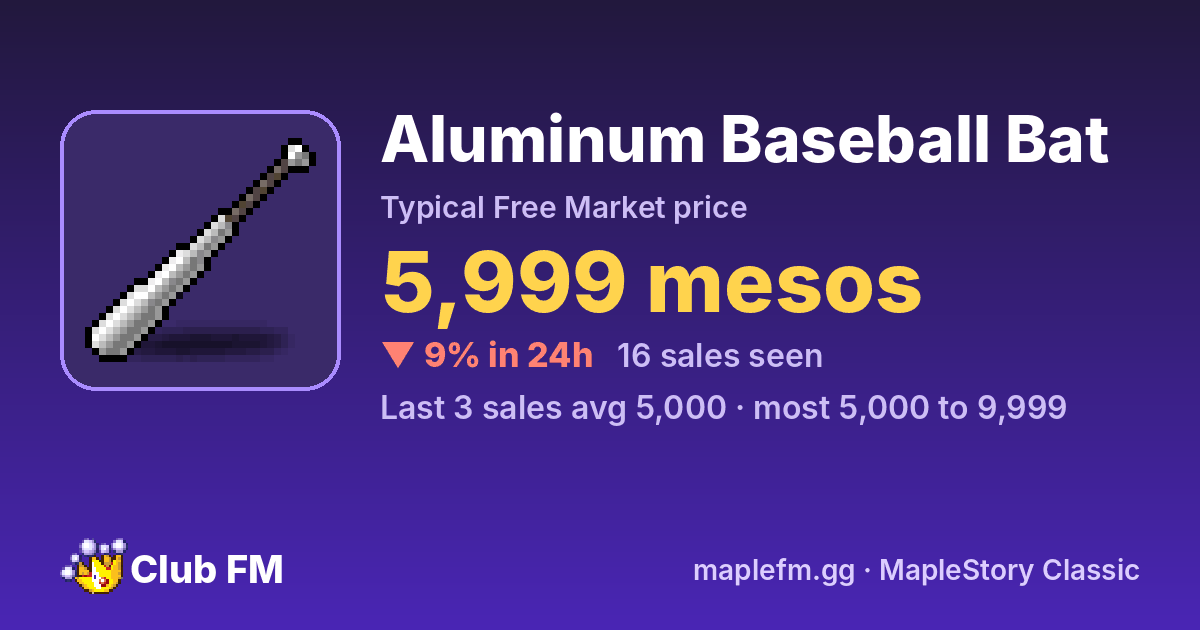 Aluminum Baseball Bat
Typical Free Market price
5,999 mesos
▼ 9% in 24h 16 sales seen
Last 3 sales avg 5,000 · most 5,000 to 9,999
Club FM
maplefm.gg · MapleStory Classic